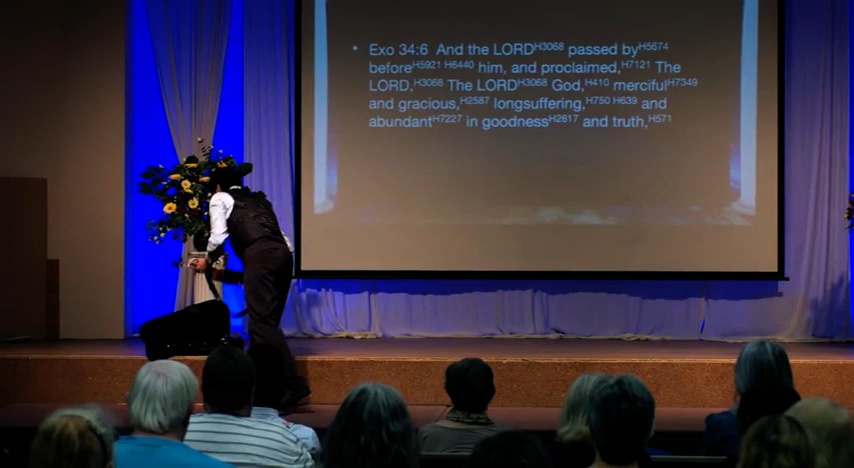 • Exo 34:6 And the LORDH3068 passed byH5674
beforeH5921 H6440 him, and proclaimed,H7121 The
LORD,H3068 The LORDH3068 God,H410 mercifulH7349
and gracious,H2587 longsuffering,H750 H639 and
abundantH7227 in goodnessH2617 and truth,H571